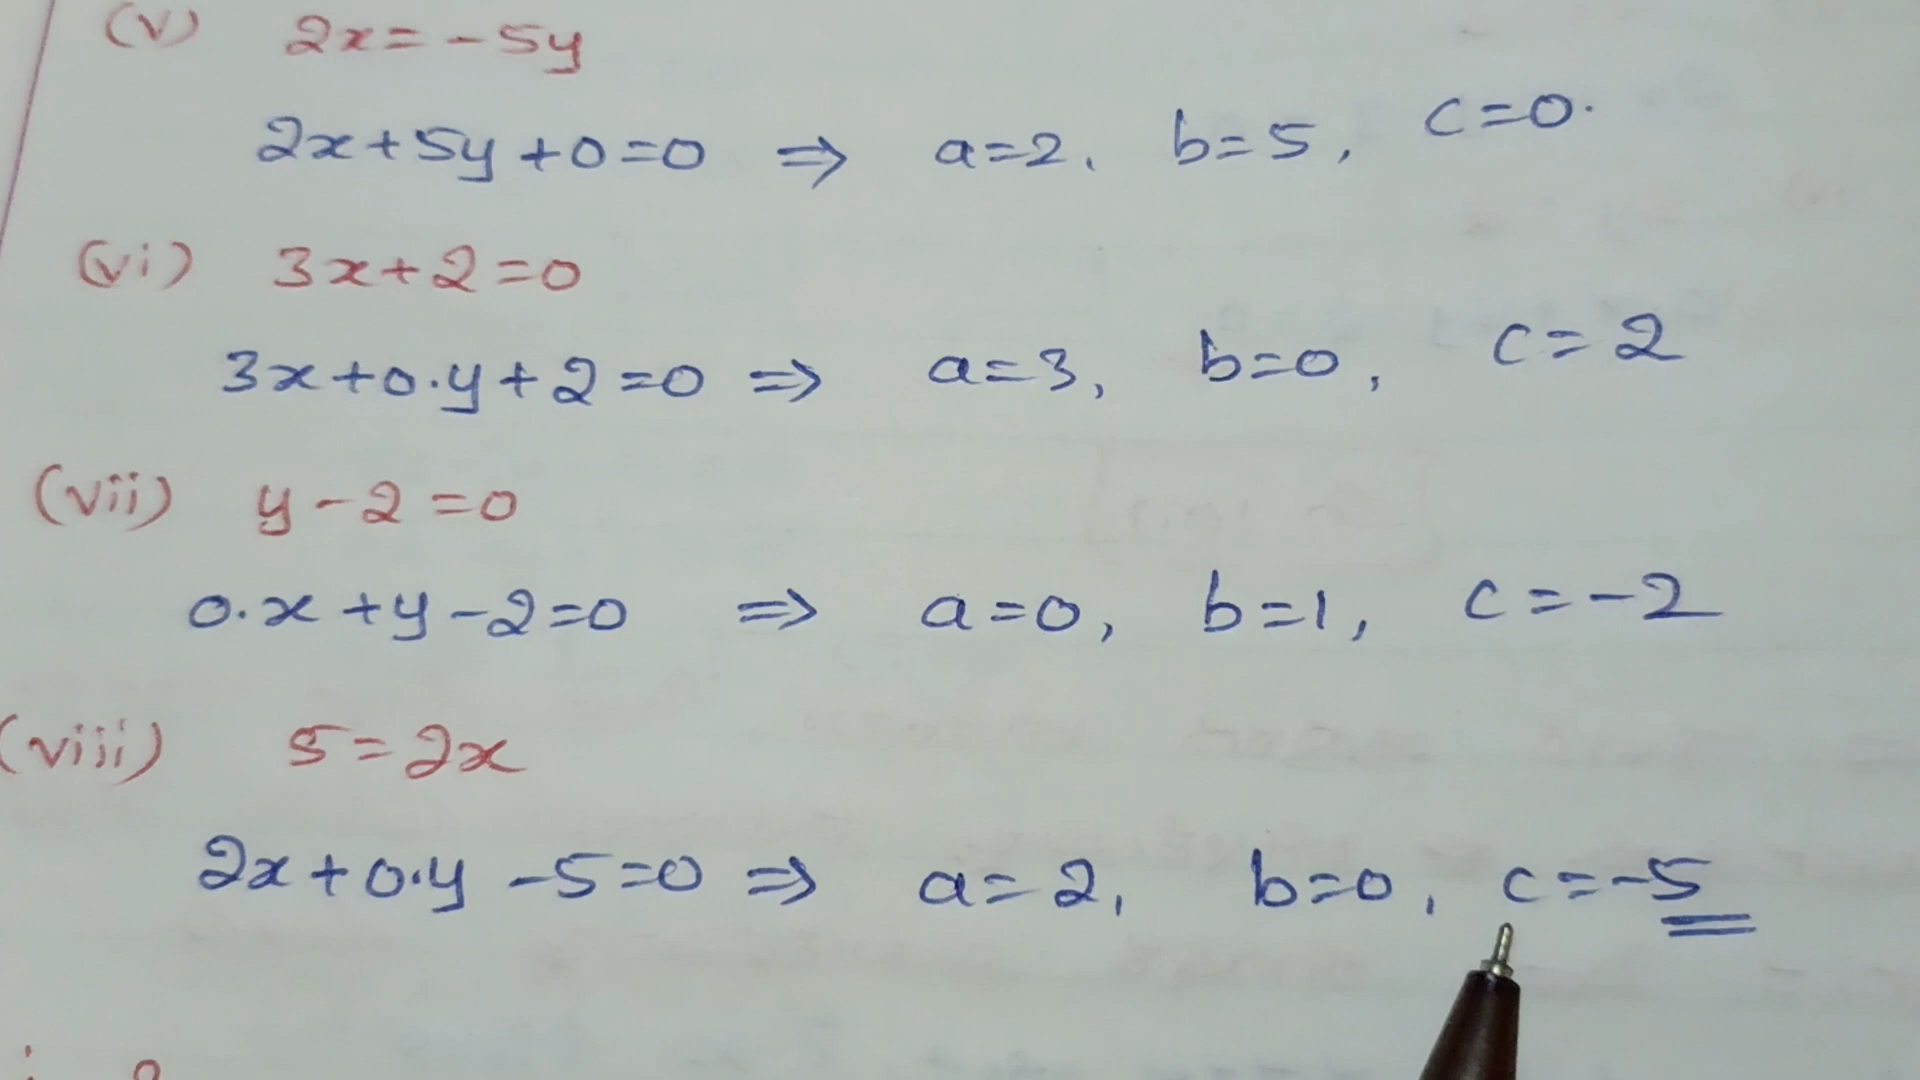 (v) 2x = -5y
2x + 5y + 0 = 0 ⇒ a = 2, b = 5, c = 0.
(vi) 3x + 2 = 0
3x + 0.y + 2 = 0 ⇒ a = 3, b = 0, c = 2
(vii) y - 2 = 0
0.x + y - 2 = 0 ⇒ a = 0, b = 1, c = -2
(viii) 5 = 2x
2x + 0.y - 5 = 0 ⇒ a = 2, b = 0, c = -5